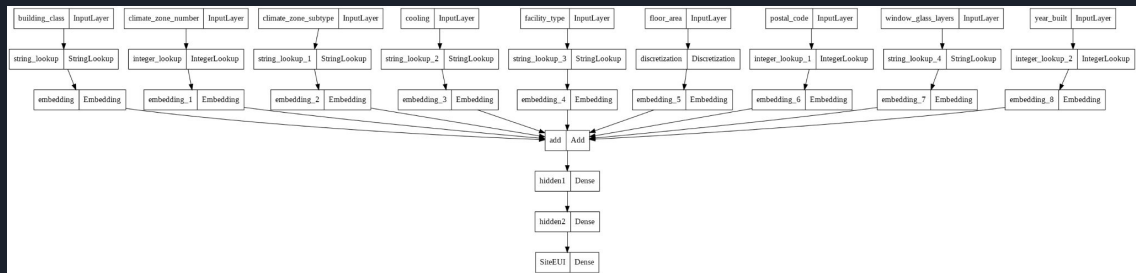 building_class InputLayer climate_zone_number InputLayer climate_zone_subtype InputLayer cooling InputLayer facility_type InputLayer floor_area InputLayer postal_code InputLayer window_glass_layers InputLayer year_built InputLayer
string_lookup StringLookup integer_lookup IntegerLookup string_lookup_1 StringLookup string_lookup_2 StringLookup string_lookup_3 StringLookup discretization Discretization integer_lookup_1 IntegerLookup string_lookup_4 StringLookup integer_lookup_2 IntegerLookup
embedding Embedding embedding_1 Embedding embedding_2 Embedding embedding_3 Embedding embedding_4 Embedding embedding_5 Embedding embedding_6 Embedding embedding_7 Embedding embedding_8 Embedding
add Add
hidden1 Dense
hidden2 Dense
SiteEUI Dense